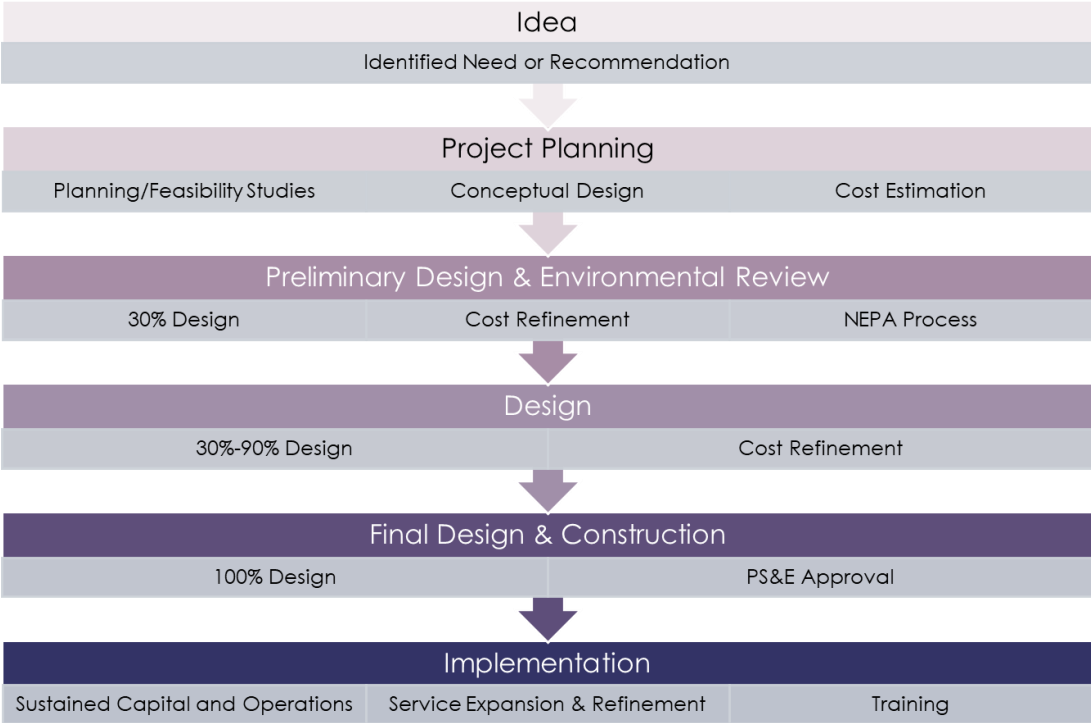 Idea
Identified Need or Recommendation
Project Planning
Planning/Feasibility Studies
Conceptual Design
Cost Estimation
Preliminary Design & Environmental Review
30% Design
Cost Refinement
NEPA Process
Design
30%-90% Design
Cost Refinement
Final Design & Construction
100% Design
PS&E Approval
Implementation
Sustained Capital and Operations
Service Expansion & Refinement
Training